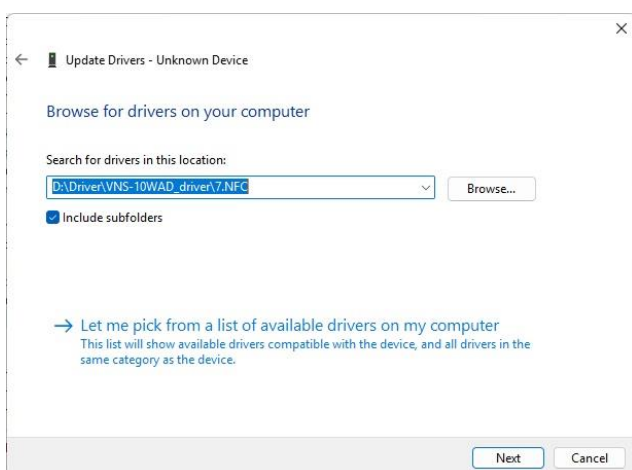 Update Drivers - Unknown Device
Browse for drivers on your computer
Search for drivers in this location:
D:\Driver\VNS-10WAD_driver\7.NFC
Browse...
Include subfolders
Let me pick from a list of available drivers on my computer
This list will show available drivers compatible with the device, and all drivers in the
same category as the device.
Next
Cancel